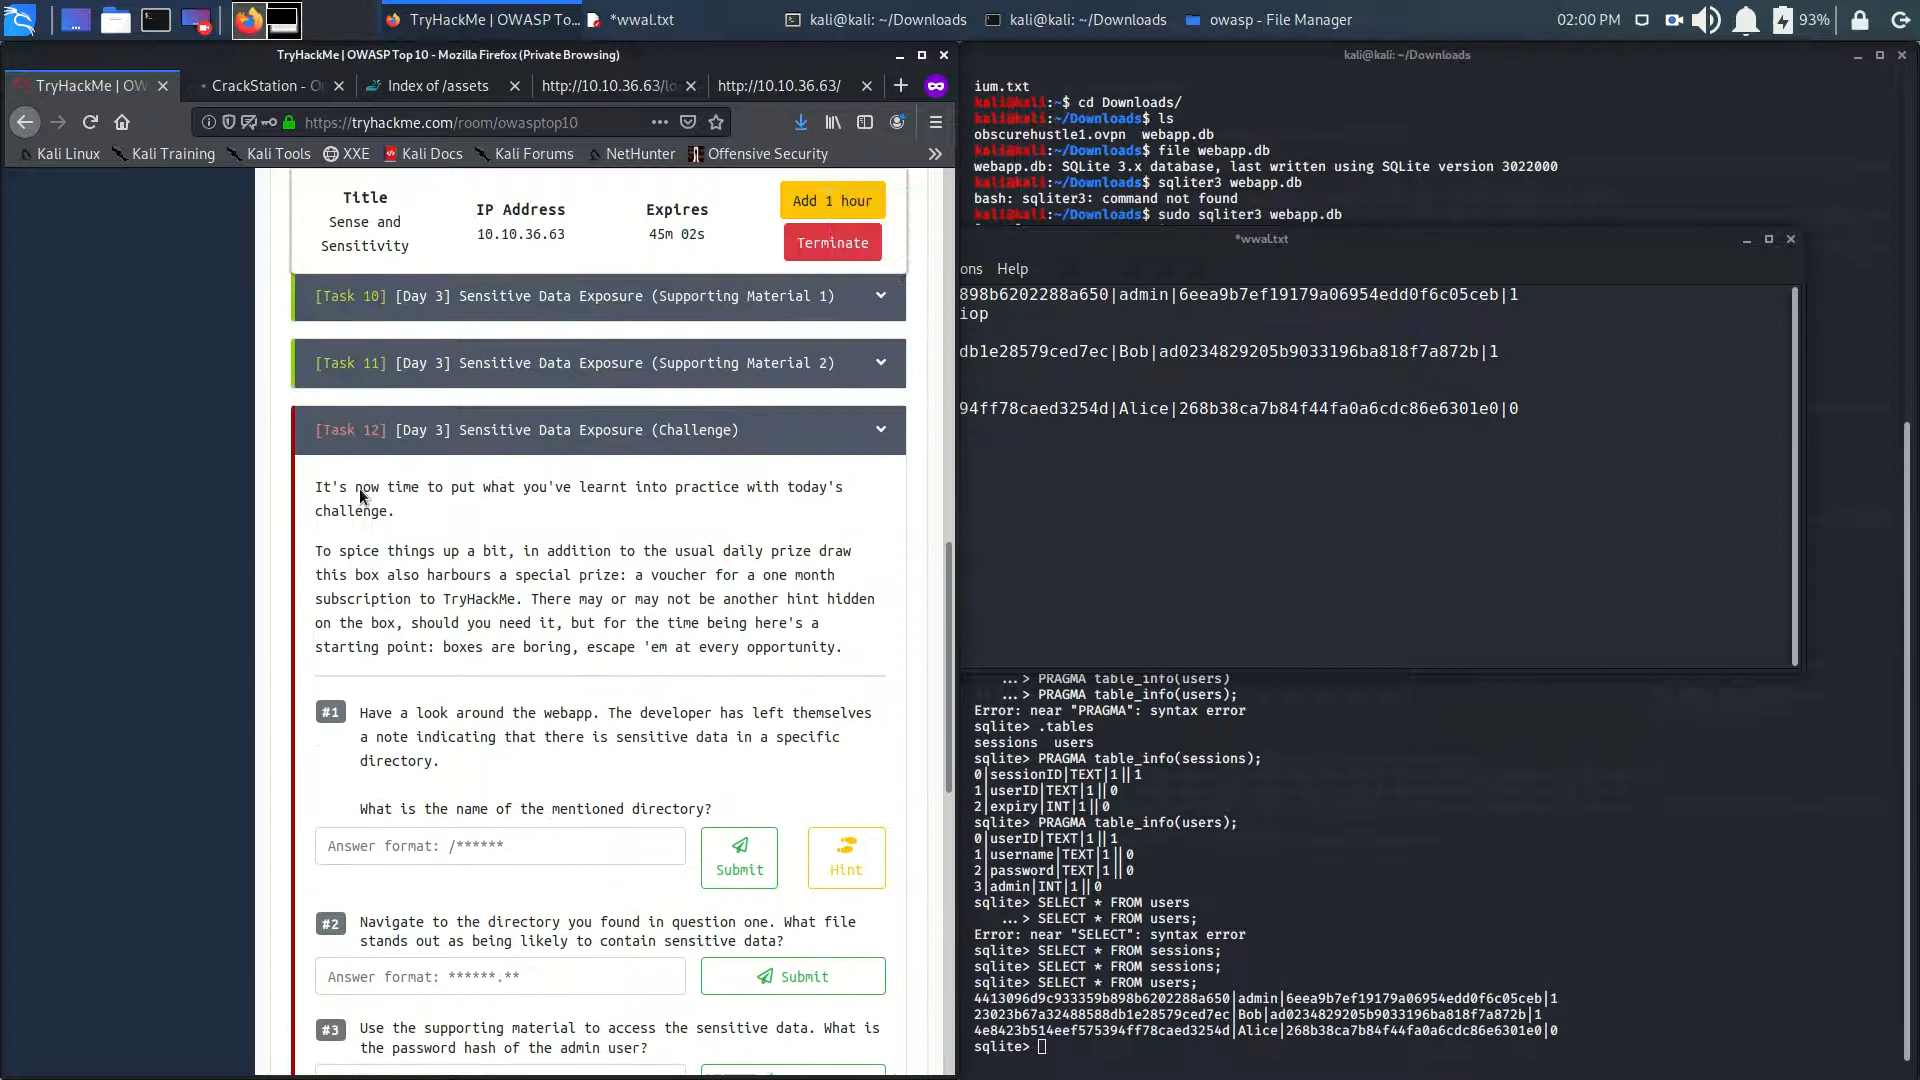 TryHackMe | OWASP To...
*wwal.txt
kali@kali: ~/Downloads
kali@kali: ~/Downloads
owasp - File Manager
02:00 PM
93%
TryHackMe | OWASP Top 10 - Mozilla Firefox (Private Browsing)
TryHackMe | OW
CrackStation - O
Index of /assets
http://10.10.36.63/lo
http://10.10.36.63/
https://tryhackme.com/room/owasptop10
Kali Linux
Kali Training
Kali Tools
XXE
Kali Docs
Kali Forums
NetHunter
Offensive Security
Title
IP Address
Expires
Add 1 hour
Sense and
Sensitivity
10.10.36.63
45m 02s
Terminate
[Task 10] [Day 3] Sensitive Data Exposure (Supporting Material 1)
[Task 11] [Day 3] Sensitive Data Exposure (Supporting Material 2)
[Task 12] [Day 3] Sensitive Data Exposure (Challenge)
It's now time to put what you've learnt into practice with today's
challenge.
To spice things up a bit, in addition to the usual daily prize draw
this box also harbours a special prize: a voucher for a one month
subscription to TryHackMe. There may or may not be another hint hidden
on the box, should you need it, but for the time being here's a
starting point: boxes are boring, escape 'em at every opportunity.
#1
Have a look around the webapp. The developer has left themselves
a note indicating that there is sensitive data in a specific
directory.
What is the name of the mentioned directory?
Answer format: /******
Submit
Hint
#2
Navigate to the directory you found in question one. What file
stands out as being likely to contain sensitive data?
Answer format: ******.**
Submit
#3
Use the supporting material to access the sensitive data. What is
the password hash of the admin user?
kali@kali: ~/Downloads
ium.txt
kali@kali:~$ cd Downloads/
kali@kali:~/Downloads$ ls
obscurehustle1.ovpn  webapp.db
kali@kali:~/Downloads$ file webapp.db
webapp.db: SQLite 3.x database, last written using SQLite version 3022000
kali@kali:~/Downloads$ sqliter3 webapp.db
bash: sqliter3: command not found
kali@kali:~/Downloads$ sudo sqliter3 webapp.db
*wwal.txt
ons
Help
898b6202288a650|admin|6eea9b7ef19179a06954edd0f6c05ceb|1
iop
db1e28579ced7ec|Bob|ad0234829205b9033196ba818f7a872b|1
94ff78caed3254d|Alice|268b38ca7b84f44fa0a6cdc86e6301e0|0
...> PRAGMA table_info(users)
...> PRAGMA table_info(users);
Error: near "PRAGMA": syntax error
sqlite> .tables
sessions  users
sqlite> PRAGMA table_info(sessions);
0|sessionID|TEXT|1||1
1|userID|TEXT|1||0
2|expiry|INT|1||0
sqlite> PRAGMA table_info(users);
0|userID|TEXT|1||1
1|username|TEXT|1||0
2|password|TEXT|1||0
3|admin|INT|1||0
sqlite> SELECT * FROM users
...> SELECT * FROM users;
Error: near "SELECT": syntax error
sqlite> SELECT * FROM sessions;
sqlite> SELECT * FROM sessions;
sqlite> SELECT * FROM users;
4413096d9c933359b898b6202288a650|admin|6eea9b7ef19179a06954edd0f6c05ceb|1
23023b67a32488588db1e28579ced7ec|Bob|ad0234829205b9033196ba818f7a872b|1
4e8423b514eef575394ff78caed3254d|Alice|268b38ca7b84f44fa0a6cdc86e6301e0|0
sqlite>